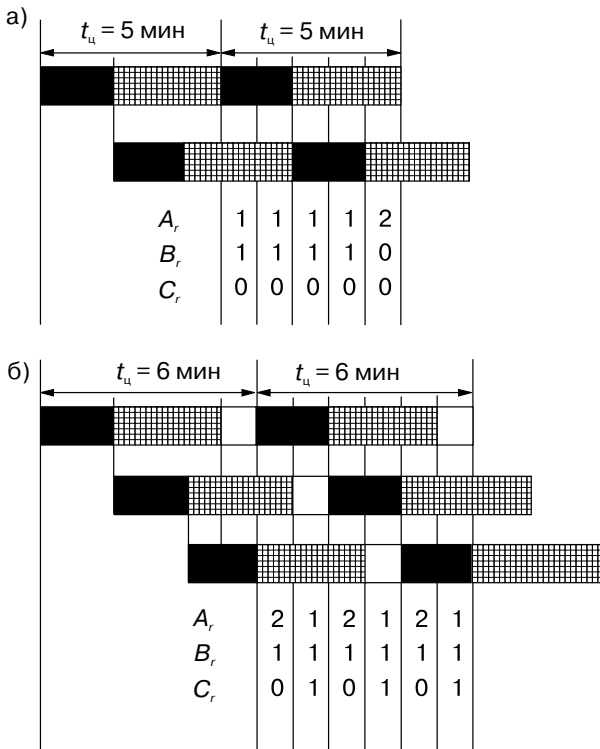 а)
t_ц = 5 мин t_ц = 5 мин
A_r 1 1 1 1 2
B_r 1 1 1 1 0
C_r 0 0 0 0 0
б)
t_ц = 6 мин t_ц = 6 мин
A_r 2 1 2 1 2 1
B_r 1 1 1 1 1 1
C_r 0 1 0 1 0 1